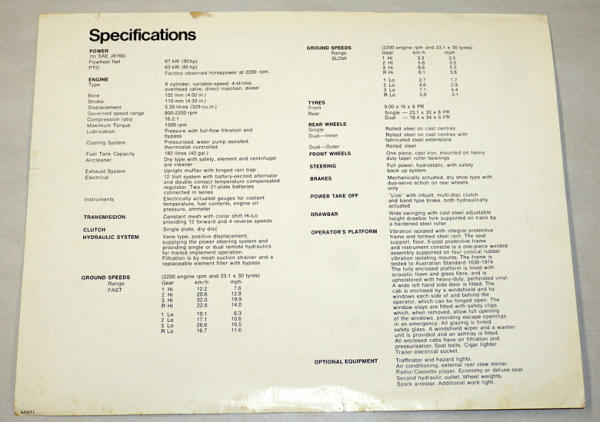 Specifications
POWER
(to SAE J816b)
Flywheel Net 67 kW (90 hp)
PTO 63 kW (85 hp)
Factory observed horsepower at 2200 rpm.
ENGINE
Type 6 cylinder, variable-speed, 4-stroke,
overhead valve, direct injection, diesel
Bore 102 mm (4.02 in.)
Stroke 110 mm (4.33 in.)
Displacement 5.39 litres (329 cu in.)
Governed speed range 800-2200 rpm
Compression ratio 16.2:1
Maximum Torque 1300 rpm
Lubrication Pressure with full-flow filtration and
bypass
Cooling System Pressurised, water pump assisted,
thermostat controlled
Fuel Tank Capacity 182 litres (40 gal.)
Aircleaner Dry type with safety, element and centrifugal
pre cleaner
Exhaust System Upright muffler with hinged rain trap
Electrical 12 Volt system with battery-excited alternator
and double contact temperature compensated
regulator. Two 6V 21-plate batteries
connected in series
Instruments Electrically actuated gauges for coolant
temperature, fuel contents, engine oil
pressure, ammeter
TRANSMISSION Constant mesh with collar shift Hi-Lo
providing 12 forward and 4 reverse speeds
CLUTCH Single plate, dry disc
HYDRAULIC SYSTEM Vane type, positive displacement,
supplying the power steering system and
providing single or dual remote hydraulics
for trailed implement operation.
Filtration is by mesh suction strainer and a
replaceable element filter with bypass
GROUND SPEEDS (2200 engine rpm and 23.1 x 30 tyres)
Range Gear km/h mph
FAST 1 Hi 12.2 7.6
2 Hi 20.6 12.8
3 Hi 32.0 19.9
R Hi 22.6 14.0
1 Lo 10.1 6.3
2 Lo 17.1 10.6
3 Lo 26.6 16.5
R Lo 18.7 11.6
GROUND SPEEDS (2200 engine rpm and 23.1 x 30 tyres)
Range Gear km/h mph
SLOW 1 Hi 3.3 2.5
2 Hi 5.6 3.5
3 Hi 8.6 5.3
R Hi 6.1 3.8
1 Lo 2.7 1.7
2 Lo 4.6 2.9
3 Lo 7.1 4.4
R Lo 5.0 3.1
TYRES
Front 9.00 x 16 x 8 PR
Rear Single — 23.1 x 30 x 8 PR
Dual — 18.4 x 34 x 6 PR
REAR WHEELS
Single Rolled steel on cast centres
Dual—Inner Rolled steel on cast centres with
fabricated steel extensions
Dual—Outer Rolled steel
FRONT WHEELS One piece, cast iron, mounted on heavy
duty taper roller bearings
STEERING Full power, hydrostatic, with safety
back up system
BRAKES Mechanically actuated, dry shoe type with
duo-servo action on rear wheels
only
POWER TAKE OFF "Live" with inbuilt, multi-disc clutch
and band type brake, both hydraulically
actuated
DRAWBAR Wide swinging with cast steel adjustable
height drawbar fork supported on track by
a hardened steel roller
OPERATOR'S PLATFORM Vibration isolated with integral protective
frame and formed steel roof. The seat
support, floor, 6-post protective frame
and instrument console is a one-piece welded
assembly supported on four conical rubber
vibration isolating mounts. The frame is
tested to Australian Standard 1636-1974.
The fully enclosed platform is lined with
acoustic foam and glass fibre, and is
upholstered with heavy-duty, perforated vinyl.
A wide left hand side door is fitted. The
cab is enclosed by a windshield and by
windows each side of and behind the
operator, which can be hinged open. The
window stays are fitted with safety clips
which, when removed, allow full opening
of the windows, providing escape openings
in an emergency. All glazing is tinted
safety glass. A windshield wiper and a washer
unit is provided and an ashtray is fitted.
All enclosed cabs have air filtration and
pressurisation. Seat belts. Cigar lighter.
Trailer electrical socket.
OPTIONAL EQUIPMENT Trafficator and hazard lights.
Air conditioning, external rear view mirror.
Radio/Cassette player. Economy or deluxe seat.
Second hydraulic outlet. Wheel weights.
Spark arrestor. Additional work light.